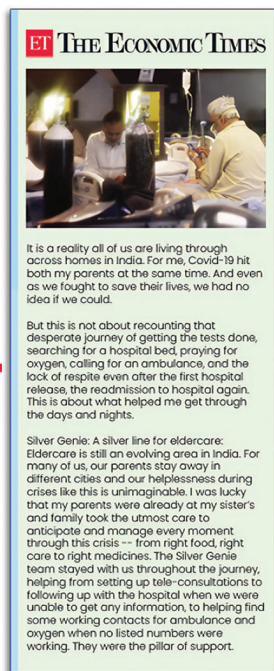 ET THE ECONOMIC TIMES
It is a reality all of us are living through
across homes in India. For me, Covid-19 hit
both my parents at the same time. And even
as we fought to save their lives, we had no
idea if we could.
But this is not about recounting that
desperate journey of getting the tests done,
searching for a hospital bed, praying for
oxygen, calling for an ambulance, and the
lack of respite even after the first hospital
release, the readmission to hospital again.
This is about what helped me get through
the days and nights.
Silver Genie: A silver line for eldercare:
Eldercare is still an evolving area in India. For
many of us, our parents stay away in
different cities and our helplessness during
crises like this is unimaginable. I was lucky
that my parents were already at my sister's
and family took the utmost care to
anticipate and manage every moment
through this crisis -- from right food, right
care to right medicines. The Silver Genie
team stayed with us throughout the journey,
helping from setting up tele-consultations to
following up with the hospital when we were
unable to get any information, to helping find
some working contacts for ambulance and
oxygen when no listed numbers were
working. They were the pillar of support.